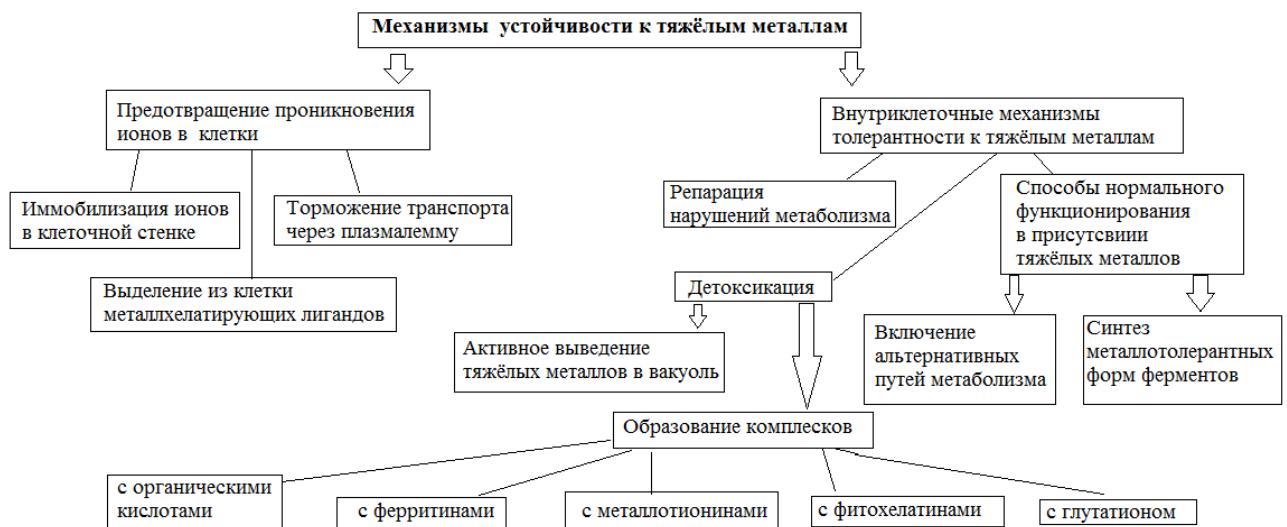 Механизмы устойчивости к тяжёлым металлам
Предотвращение проникновения
ионов в клетки
Внутриклеточные механизмы
толерантности к тяжёлым металлам
Иммобилизация ионов
в клеточной стенке
Торможение транспорта
через плазмалемму
Репарация
нарушений метаболизма
Способы нормального
функционирования
в присутсвиии
тяжёлых металлов
Выделение из клетки
металлхелатирующих лигандов
Детоксикация
Активное выведение
тяжёлых металлов в вакуоль
Включение
альтернативных
путей метаболизма
Синтез
металлотолерантных
форм ферментов
Образование комплесков
с органическими
кислотами
с ферритинами
с металлотионинами
с фитохелатинами
с глутатионом